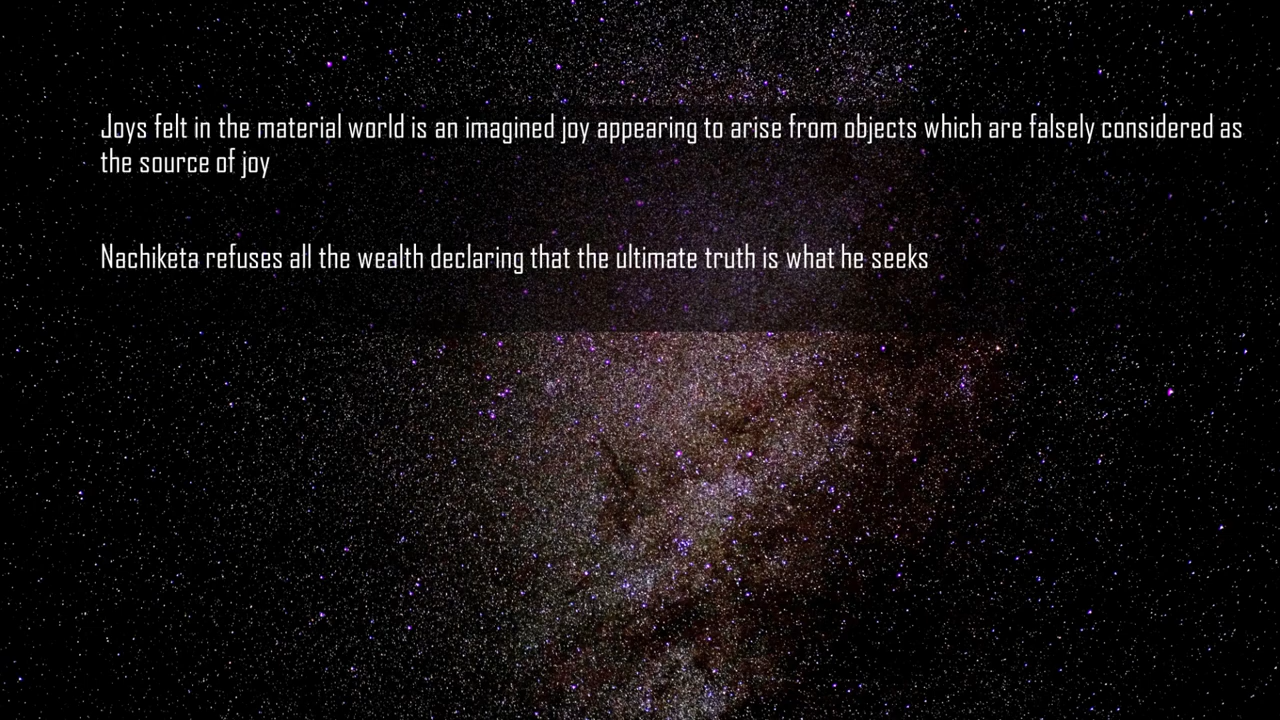 Joys felt in the material world is an imagined joy appearing to arise from objects which are falsely considered as
the source of joy
Nachiketa refuses all the wealth declaring that the ultimate truth is what he seeks